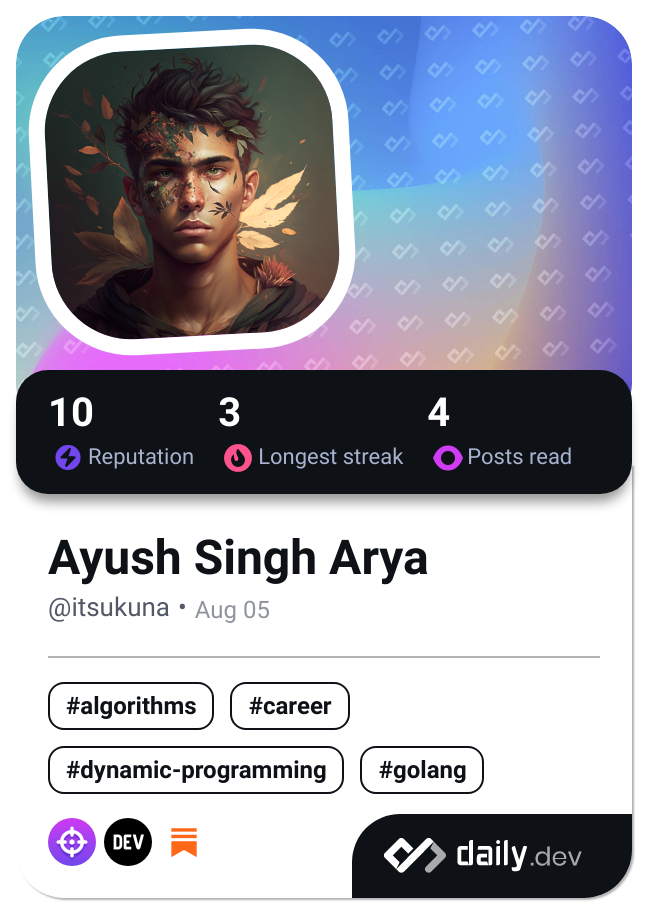 10 3 4
Reputation Longest streak Posts read
Ayush Singh Arya
@itsukuna • Aug 05
#algorithms #career
#dynamic-programming #golang
DEV daily.dev